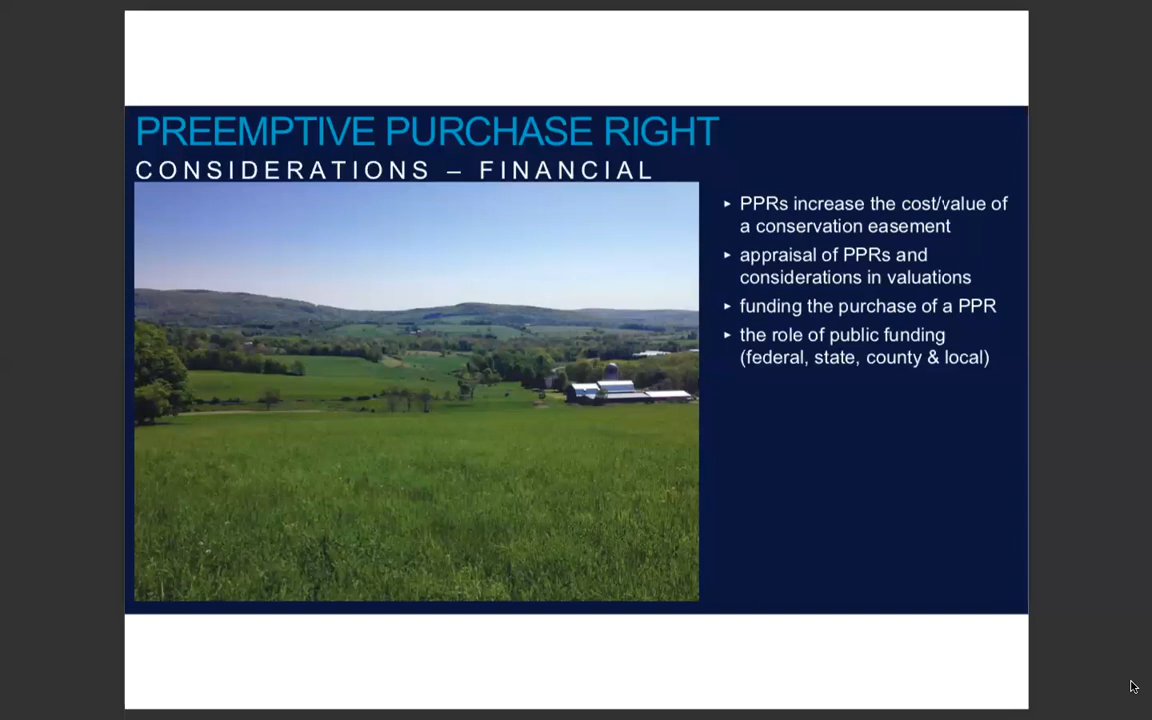 PREEMPTIVE PURCHASE RIGHT
CONSIDERATIONS – FINANCIAL
▸ PPRs increase the cost/value of
a conservation easement
▸ appraisal of PPRs and
considerations in valuations
▸ funding the purchase of a PPR
▸ the role of public funding
(federal, state, county & local)